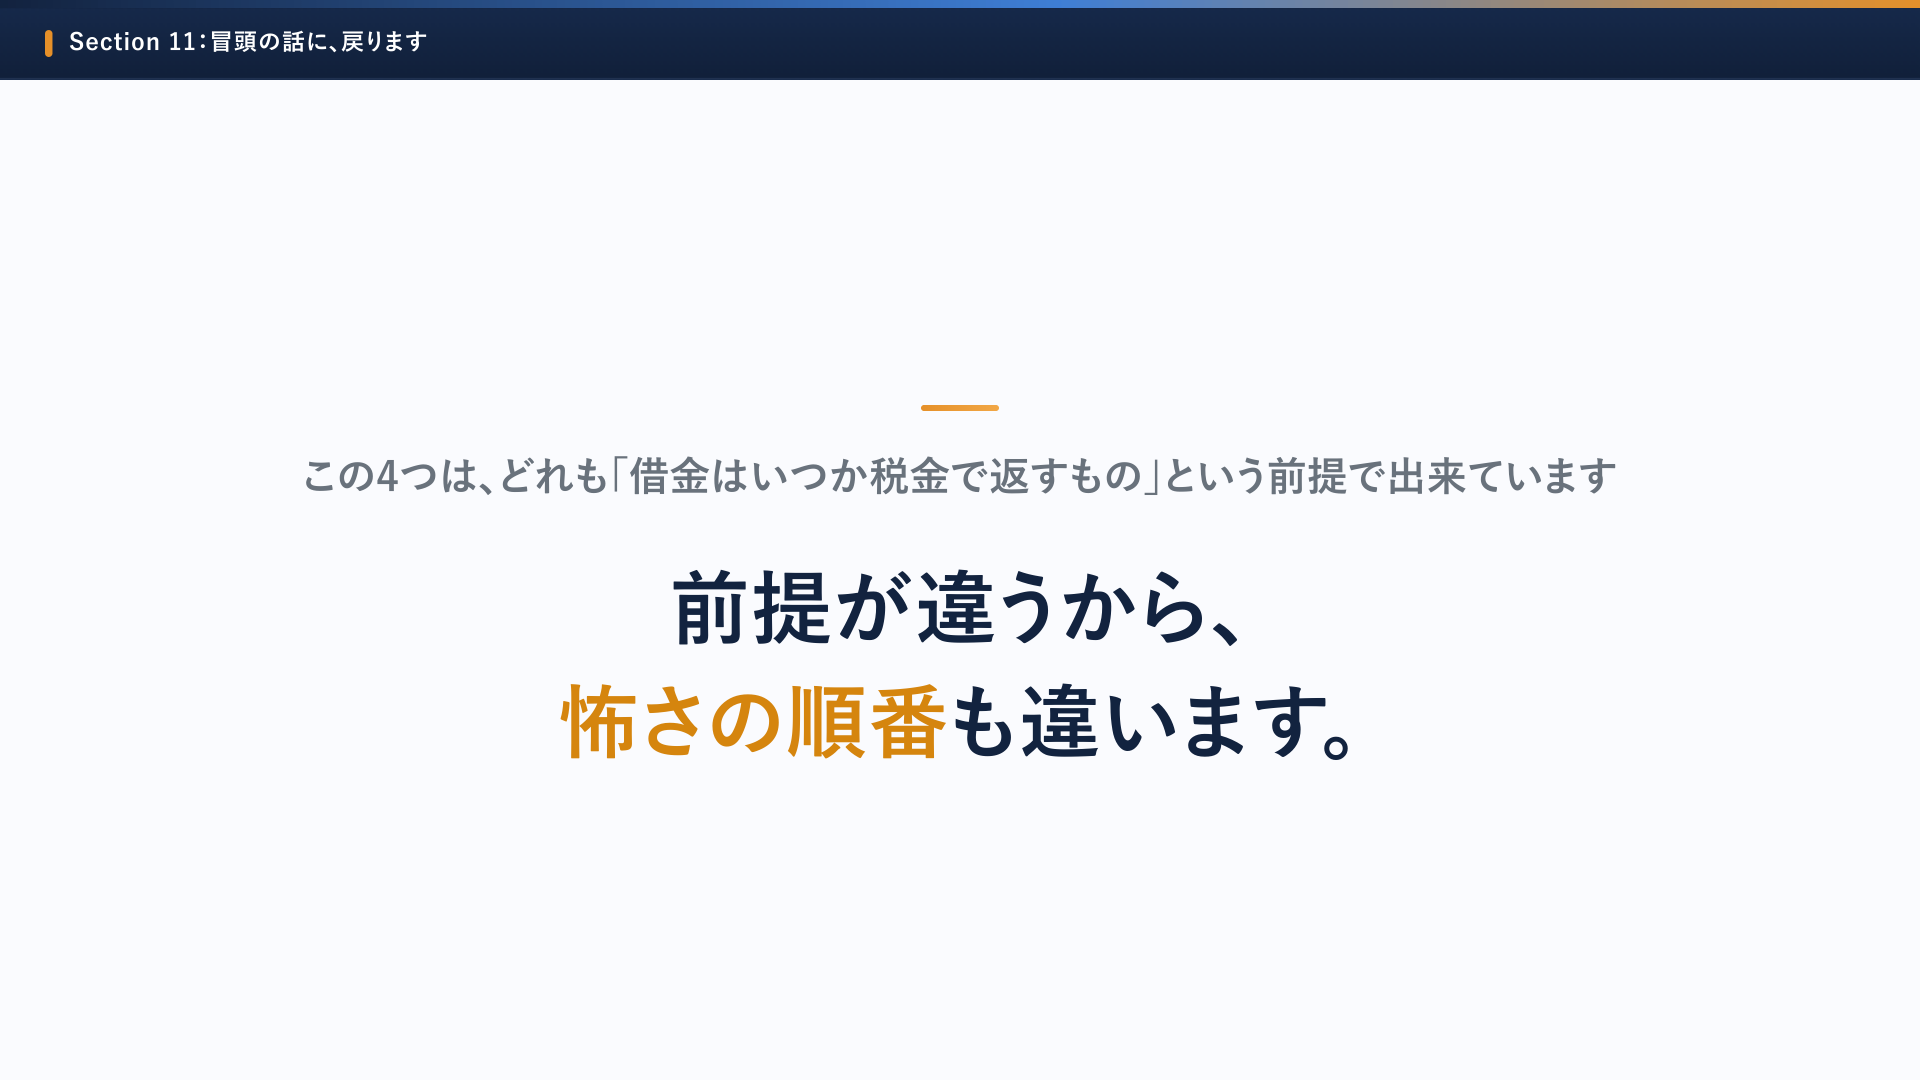 Section 11:冒頭の話に、戻ります
この4つは、どれも「借金はいつか税金で返すもの」という前提で出来ています
前提が違うから、
怖さの順番も違います。